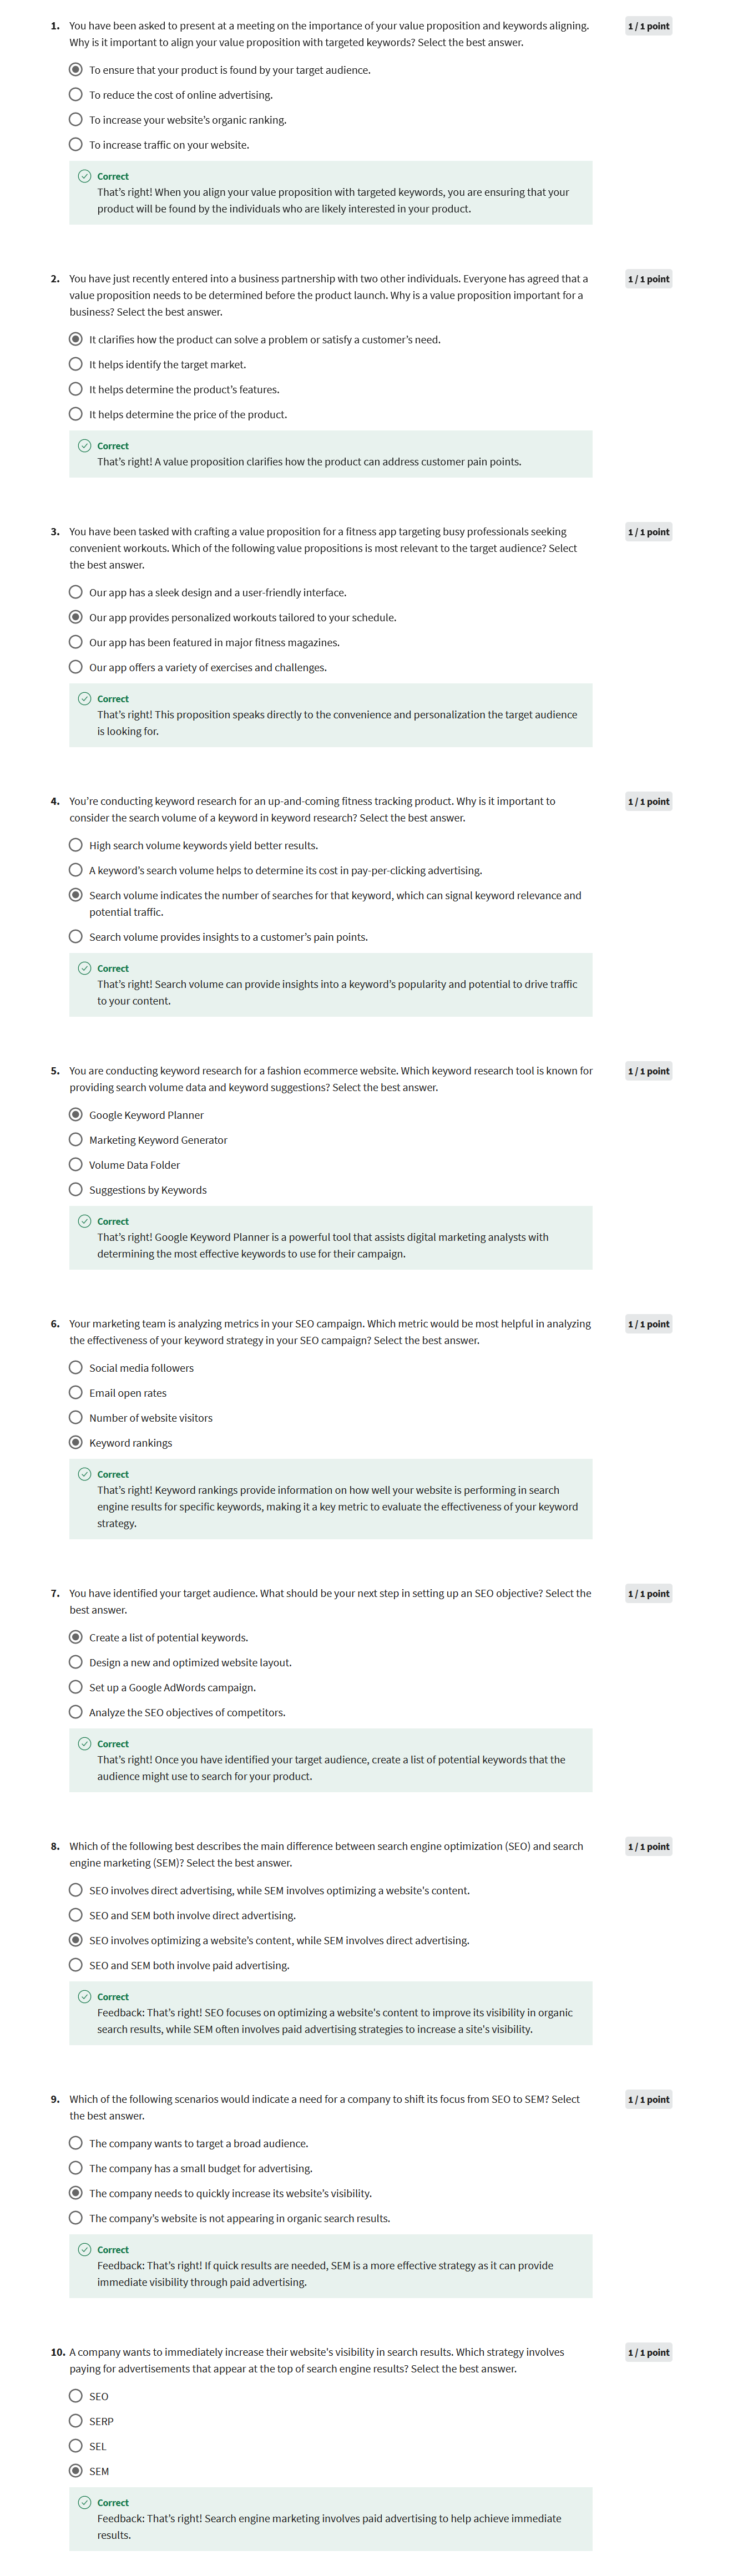 1. You have been asked to present at a meeting on the importance of your value proposition and keywords aligning.
Why is it important to align your value proposition with targeted keywords? Select the best answer.
1 / 1 point
To ensure that your product is found by your target audience.
To reduce the cost of online advertising.
To increase your website's organic ranking.
To increase traffic on your website.
Correct
That's right! When you align your value proposition with targeted keywords, you are ensuring that your
product will be found by the individuals who are likely interested in your product.
2. You have just recently entered into a business partnership with two other individuals. Everyone has agreed that a
value proposition needs to be determined before the product launch. Why is a value proposition important for a
business? Select the best answer.
1 / 1 point
It clarifies how the product can solve a problem or satisfy a customer's need.
It helps identify the target market.
It helps determine the product's features.
It helps determine the price of the product.
Correct
That's right! A value proposition clarifies how the product can address customer pain points.
3. You have been tasked with crafting a value proposition for a fitness app targeting busy professionals seeking
convenient workouts. Which of the following value propositions is most relevant to the target audience? Select
the best answer.
1 / 1 point
Our app has a sleek design and a user-friendly interface.
Our app provides personalized workouts tailored to your schedule.
Our app has been featured in major fitness magazines.
Our app offers a variety of exercises and challenges.
Correct
That's right! This proposition speaks directly to the convenience and personalization the target audience
is looking for.
4. You're conducting keyword research for an up-and-coming fitness tracking product. Why is it important to
consider the search volume of a keyword in keyword research? Select the best answer.
1 / 1 point
High search volume keywords yield better results.
A keyword's search volume helps to determine its cost in pay-per-clicking advertising.
Search volume indicates the number of searches for that keyword, which can signal keyword relevance and
potential traffic.
Search volume provides insights to a customer's pain points.
Correct
That's right! Search volume can provide insights into a keyword's popularity and potential to drive traffic
to your content.
5. You are conducting keyword research for a fashion ecommerce website. Which keyword research tool is known for
providing search volume data and keyword suggestions? Select the best answer.
1 / 1 point
Google Keyword Planner
Marketing Keyword Generator
Volume Data Folder
Suggestions by Keywords
Correct
That's right! Google Keyword Planner is a powerful tool that assists digital marketing analysts with
determining the most effective keywords to use for their campaign.
6. Your marketing team is analyzing metrics in your SEO campaign. Which metric would be most helpful in analyzing
the effectiveness of your keyword strategy in your SEO campaign? Select the best answer.
1 / 1 point
Social media followers
Email open rates
Number of website visitors
Keyword rankings
Correct
That's right! Keyword rankings provide information on how well your website is performing in search
engine results for specific keywords, making it a key metric to evaluate the effectiveness of your keyword
strategy.
7. You have identified your target audience. What should be your next step in setting up an SEO objective? Select the
best answer.
1 / 1 point
Create a list of potential keywords.
Design a new and optimized website layout.
Set up a Google AdWords campaign.
Analyze the SEO objectives of competitors.
Correct
That's right! Once you have identified your target audience, create a list of potential keywords that the
audience might use to search for your product.
8. Which of the following best describes the main difference between search engine optimization (SEO) and search
engine marketing (SEM)? Select the best answer.
1 / 1 point
SEO involves direct advertising, while SEM involves optimizing a website's content.
SEO and SEM both involve direct advertising.
SEO involves optimizing a website's content, while SEM involves direct advertising.
SEO and SEM both involve paid advertising.
Correct
Feedback: That's right! SEO focuses on optimizing a website's content to improve its visibility in organic
search results, while SEM often involves paid advertising strategies to increase a site's visibility.
9. Which of the following scenarios would indicate a need for a company to shift its focus from SEO to SEM? Select
the best answer.
1 / 1 point
The company wants to target a broad audience.
The company has a small budget for advertising.
The company needs to quickly increase its website's visibility.
The company's website is not appearing in organic search results.
Correct
Feedback: That's right! If quick results are needed, SEM is a more effective strategy as it can provide
immediate visibility through paid advertising.
10. A company wants to immediately increase their website's visibility in search results. Which strategy involves
paying for advertisements that appear at the top of search engine results? Select the best answer.
1 / 1 point
SEO
SERP
SEL
SEM
Correct
Feedback: That's right! Search engine marketing involves paid advertising to help achieve immediate
results.